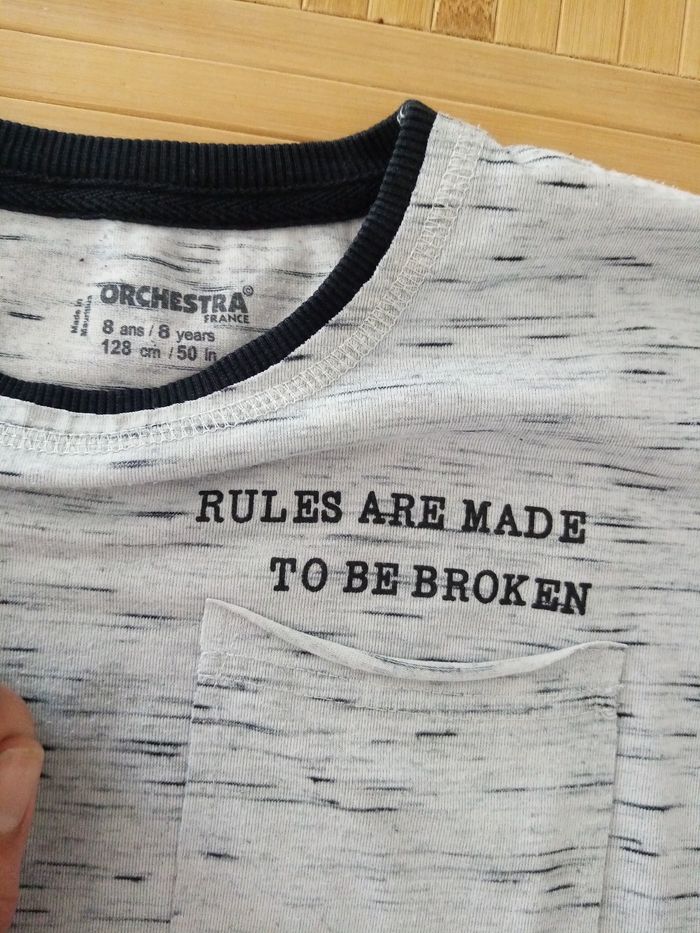 Made in
Mauritius
ORCHESTRA©
FRANCE
8 ans / 8 years
128 cm / 50 in
RULES ARE MADE
TO BE BROKEN